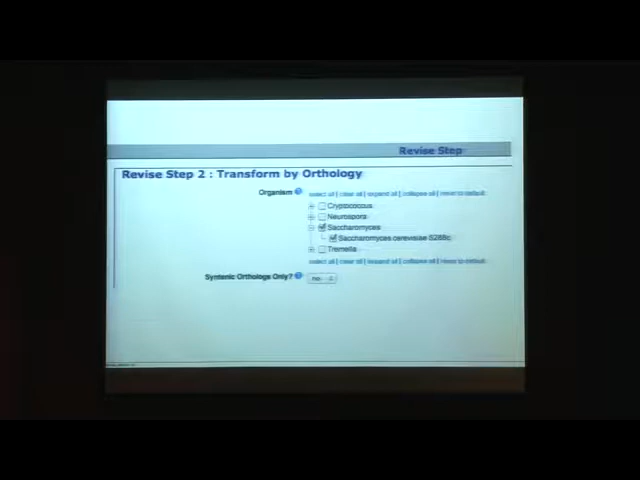 Revise Step
Revise Step 2 : Transform by Orthology
Organism
select all | clear all | expand all | collapse all | reset to default
Cryptococcus
Neurospora
Saccharomyces
Saccharomyces cerevisiae S288c
Tremella
select all | clear all | expand all | collapse all | reset to default
Syntenic Orthologs Only?
no